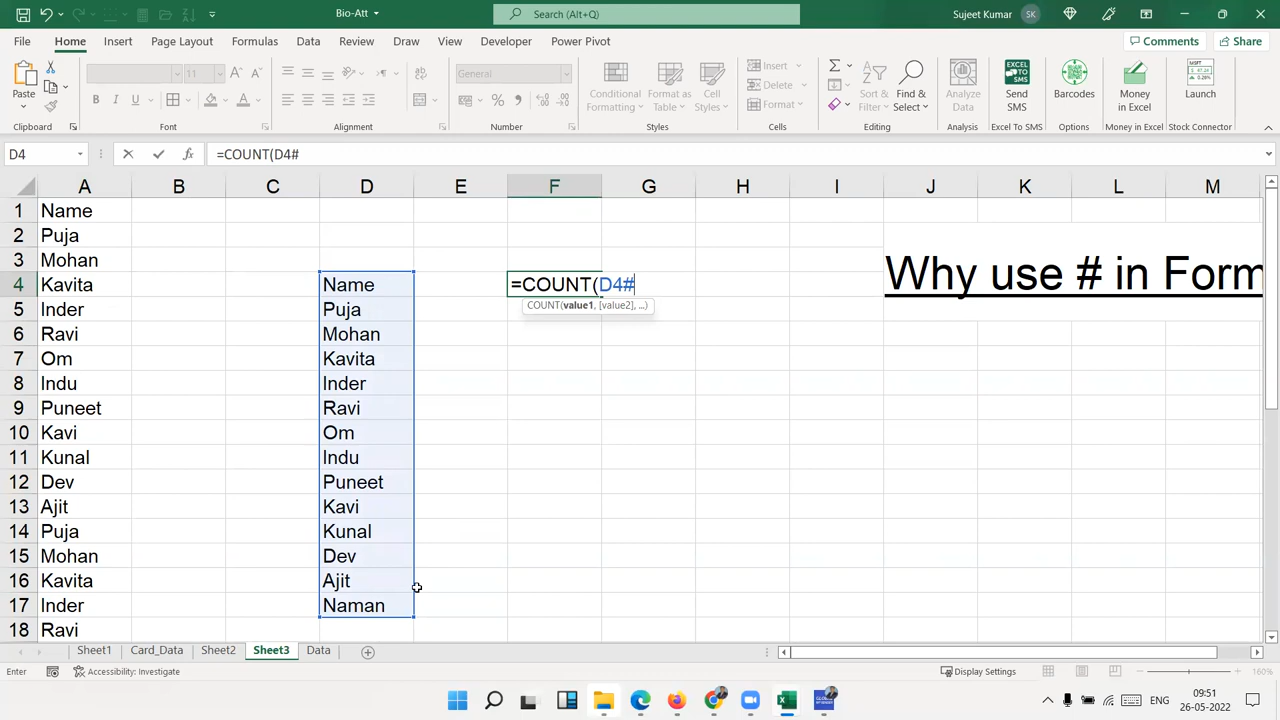 Bio-Att
Search (Alt+Q)
Sujeet Kumar
SK
File
Home
Insert
Page Layout
Formulas
Data
Review
View
Developer
Power Pivot
Comments
Share
Paste
11
General
Conditional Formatting
Format as Table
Cell Styles
Insert
Delete
Format
Sort & Filter
Find & Select
Analyze Data
Send SMS
Barcodes
Money in Excel
Launch
Clipboard
Font
Alignment
Number
Styles
Cells
Editing
Analysis
Excel To SMS
Options
Money in Excel
Stock Connector
D4
=COUNT(D4#
A B C D E F G H I J K L M
1 Name
2 Puja
3 Mohan
4 Kavita Name =COUNT(D4# Why use # in Form
5 Inder Puja COUNT(value1, [value2], ...)
6 Ravi Mohan
7 Om Kavita
8 Indu Inder
9 Puneet Ravi
10 Kavi Om
11 Kunal Indu
12 Dev Puneet
13 Ajit Kavi
14 Puja Kunal
15 Mohan Dev
16 Kavita Ajit
17 Inder Naman
18 Ravi
Sheet1 Card_Data Sheet2 Sheet3 Data
Enter
Accessibility: Investigate
Display Settings
160%
ENG
09:51
26-05-2022